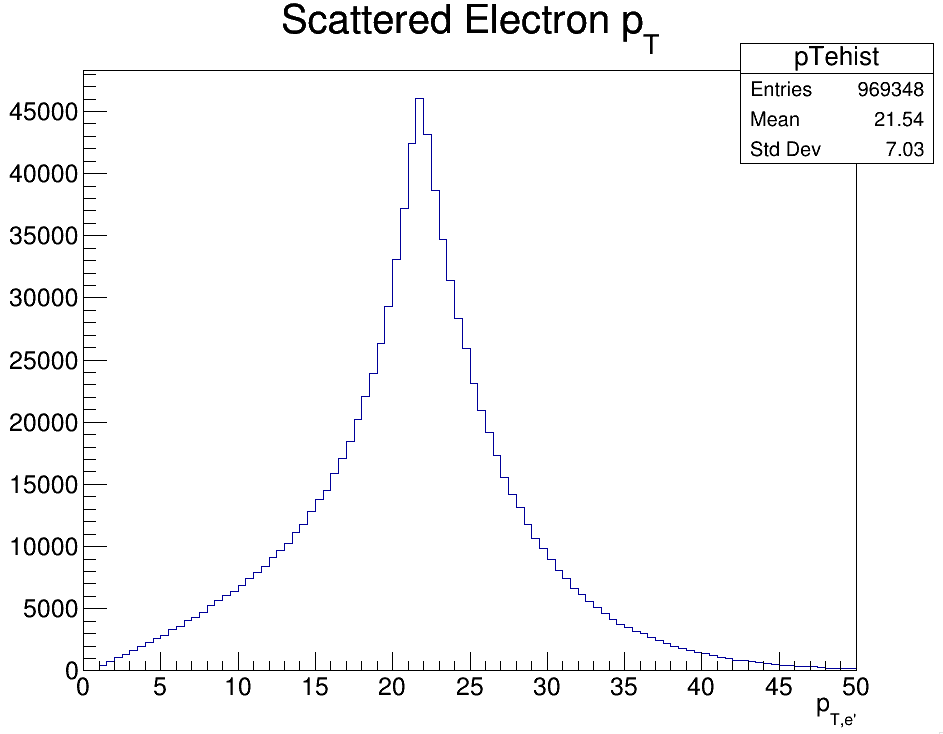 Scattered Electron p_T
pTehist
Entries 969348
Mean 21.54
Std Dev 7.03
45000
40000
35000
30000
25000
20000
15000
10000
5000
0
0 5 10 15 20 25 30 35 40 45 50
p_T,e'